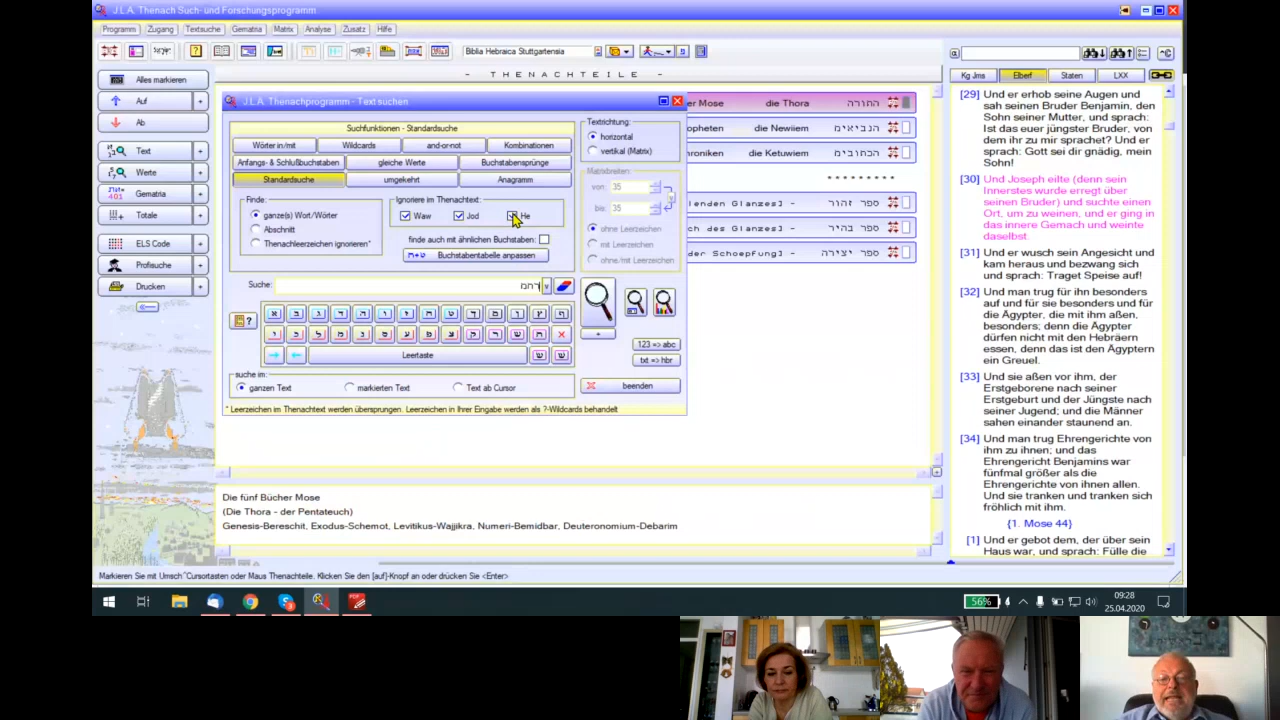 J.L.A. Thenach Such- und Forschungsprogramm
Programm Zugang Textsuche Gematria Matrix Analyse Zusatz Hilfe
Biblia Hebraica Stuttgartensia
- THENACHTEILE -
Alles markieren
Auf +
Ab
Text +
Werte +
Gematria +
Totale +
ELS Code +
Profisuche +
Drucken +
J.L.A. Thenachprogramm - Text suchen
Suchfunktionen - Standardsuche
Wörter in/mit Wildcards and-or-not Kombinationen
Anfangs- & Schlußbuchstaben gleiche Werte Buchstabensprünge
Standardsuche umgekehrt Anagramm
Finde:
ganze(s) Wort/Wörter
Abschnitt
Thenachleerzeichen ignorieren*
Ignoriere im Thenachtext:
Waw Jod He
finde auch mit ähnlichen Buchstaben:
ח+ט Buchstabentabelle anpassen
Textrichtung:
horizontal
vertikal (Matrix)
Matrixbreiten:
von: 35
bis: 35
ohne Leerzeichen
mit Leerzeichen
ohne/mit Leerzeichen
Suche:
Leertaste
123 => abc
txt => hbr
suche im:
ganzen Text markierten Text Text ab Cursor
beenden
* Leerzeichen im Thenachtext werden übersprungen. Leerzeichen in Ihrer Eingabe werden als ?-Wildcards behandelt
er Mose die Thora התורה
opheten die Newiiem הנביאים
roniken die Ketuwiem הכתובים
lenden Glanzes] ספר זהור
ch des Glanzes] ספר בהיר
der Schoepfung] ספר יצירה
Die fünf Bücher Mose
(Die Thora - der Pentateuch)
Genesis-Bereschit, Exodus-Schemot, Levitikus-Wajjikra, Numeri-Bemidbar, Deuteronomium-Debarim
Kg Jms Elberf Staten LXX
[29] Und er erhob seine Augen und
sah seinen Bruder Benjamin, den
Sohn seiner Mutter, und sprach:
Ist das euer jüngster Bruder, von
dem ihr zu mir sprachet? Und er
sprach: Gott sei dir gnädig, mein
Sohn!
[30] Und Joseph eilte (denn sein
Innerstes wurde erregt über
seinen Bruder) und suchte einen
Ort, um zu weinen, und er ging in
das innere Gemach und weinte
daselbst.
[31] Und er wusch sein Angesicht und
kam heraus und bezwang sich
und sprach: Traget Speise auf!
[32] Und man trug für ihn besonders
auf und für sie besonders und für
die Ägypter, die mit ihm aßen,
besonders; denn die Ägypter
dürfen nicht mit den Hebräern
essen, denn das ist den Ägyptern
ein Greuel.
[33] Und sie aßen vor ihm, der
Erstgeborene nach seiner
Erstgeburt und der Jüngste nach
seiner Jugend; und die Männer
sahen einander staunend an.
[34] Und man trug Ehrengerichte von
ihm zu ihnen; und das
Ehrengericht Benjamins war
fünfmal größer als die
Ehrengerichte von ihnen allen.
Und sie tranken und tranken sich
fröhlich mit ihm.
{1. Mose 44}
[1] Und er gebot dem, der über sein
Haus war, und sprach: Fülle die
Markieren Sie mit Umsch^Cursortasten oder Maus Thenachteile. Klicken Sie den [auf]-Knopf an oder drücken Sie <Enter>
56%
09:28
25.04.2020